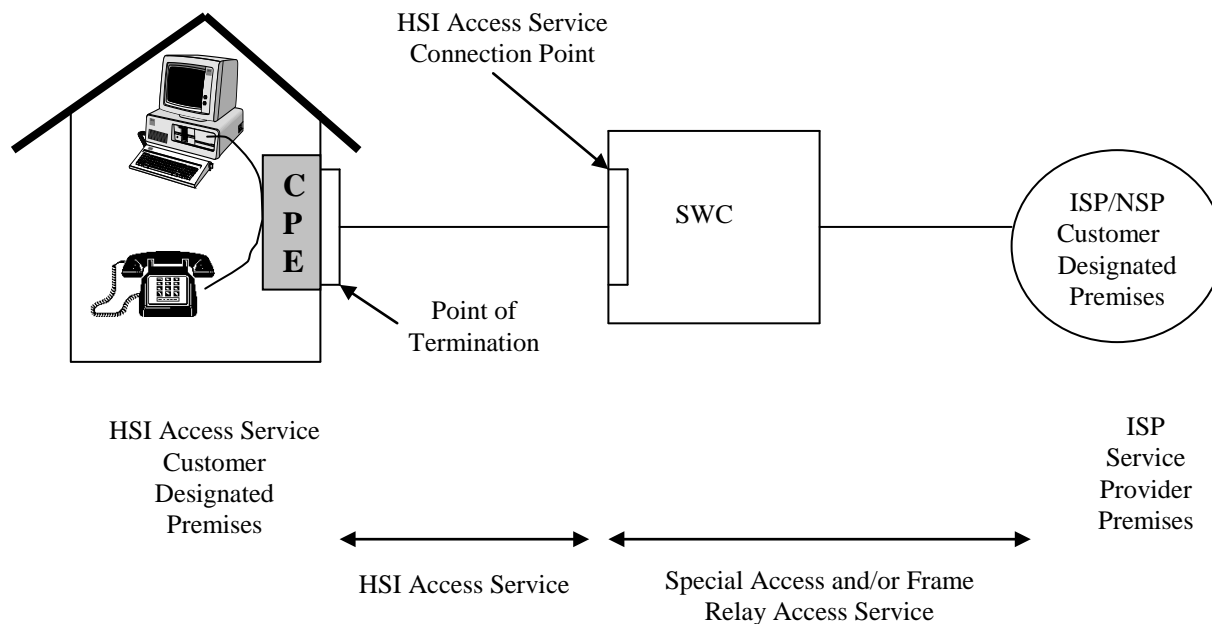 HSI Access Service
Connection Point
C
P
E
SWC
ISP/NSP
Customer
Designated
Premises
Point of
Termination
HSI Access Service
Customer
Designated
Premises
ISP
Service
Provider
Premises
HSI Access Service
Special Access and/or Frame
Relay Access Service